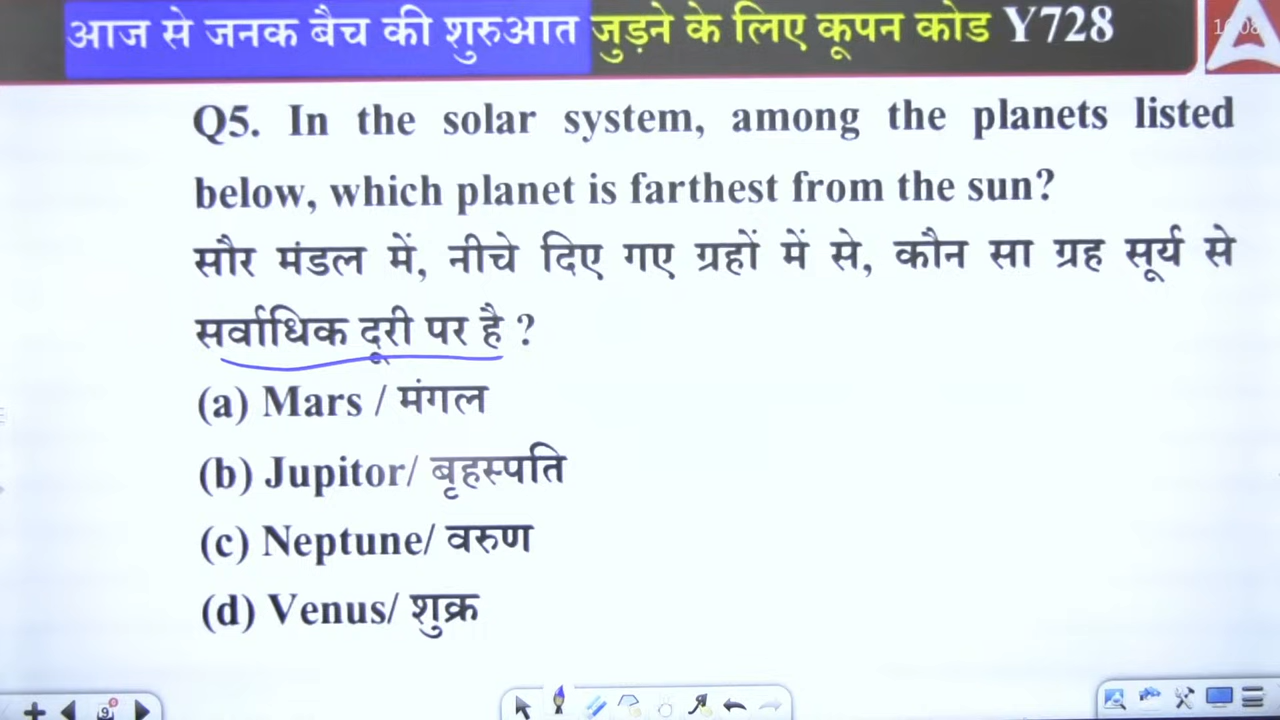 आज से जनक बैच की शुरुआत जुड़ने के लिए कूपन कोड Y728
Q5. In the solar system, among the planets listed
below, which planet is farthest from the sun?
सौर मंडल में, नीचे दिए गए ग्रहों में से, कौन सा ग्रह सूर्य से
सर्वाधिक दूरी पर है ?
(a) Mars / मंगल
(b) Jupitor/ बृहस्पति
(c) Neptune/ वरुण
(d) Venus/ शुक्र
9